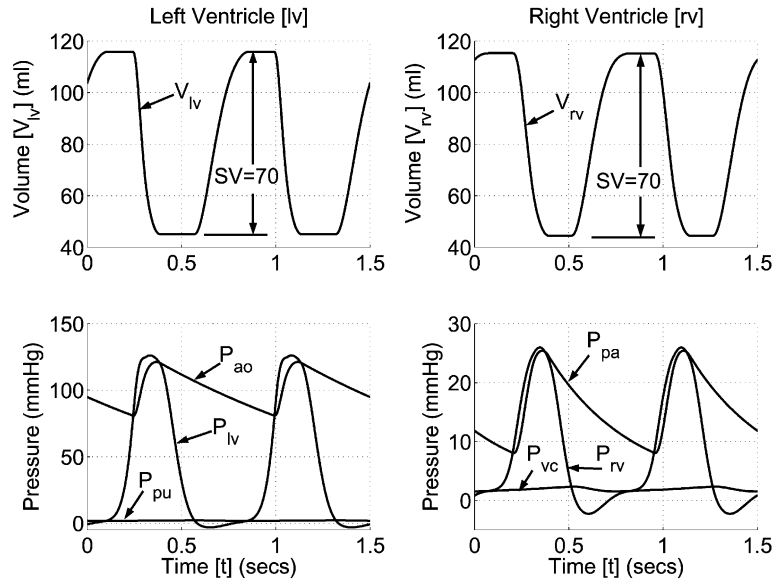 Left Ventricle [lv]
Right Ventricle [rv]
Volume [Vlv] (ml)
120
100
80
60
40
Vlv
SV=70
0
0.5
1
1.5
Volume [Vrv] (ml)
120
100
80
60
40
Vrv
SV=70
0
0.5
1
1.5
Pressure (mmHg)
150
100
50
0
Pao
Plv
Ppu
0
0.5
1
1.5
Time [t] (secs)
Pressure (mmHg)
30
20
10
0
Ppa
Pvc
Prv
0
0.5
1
1.5
Time [t] (secs)